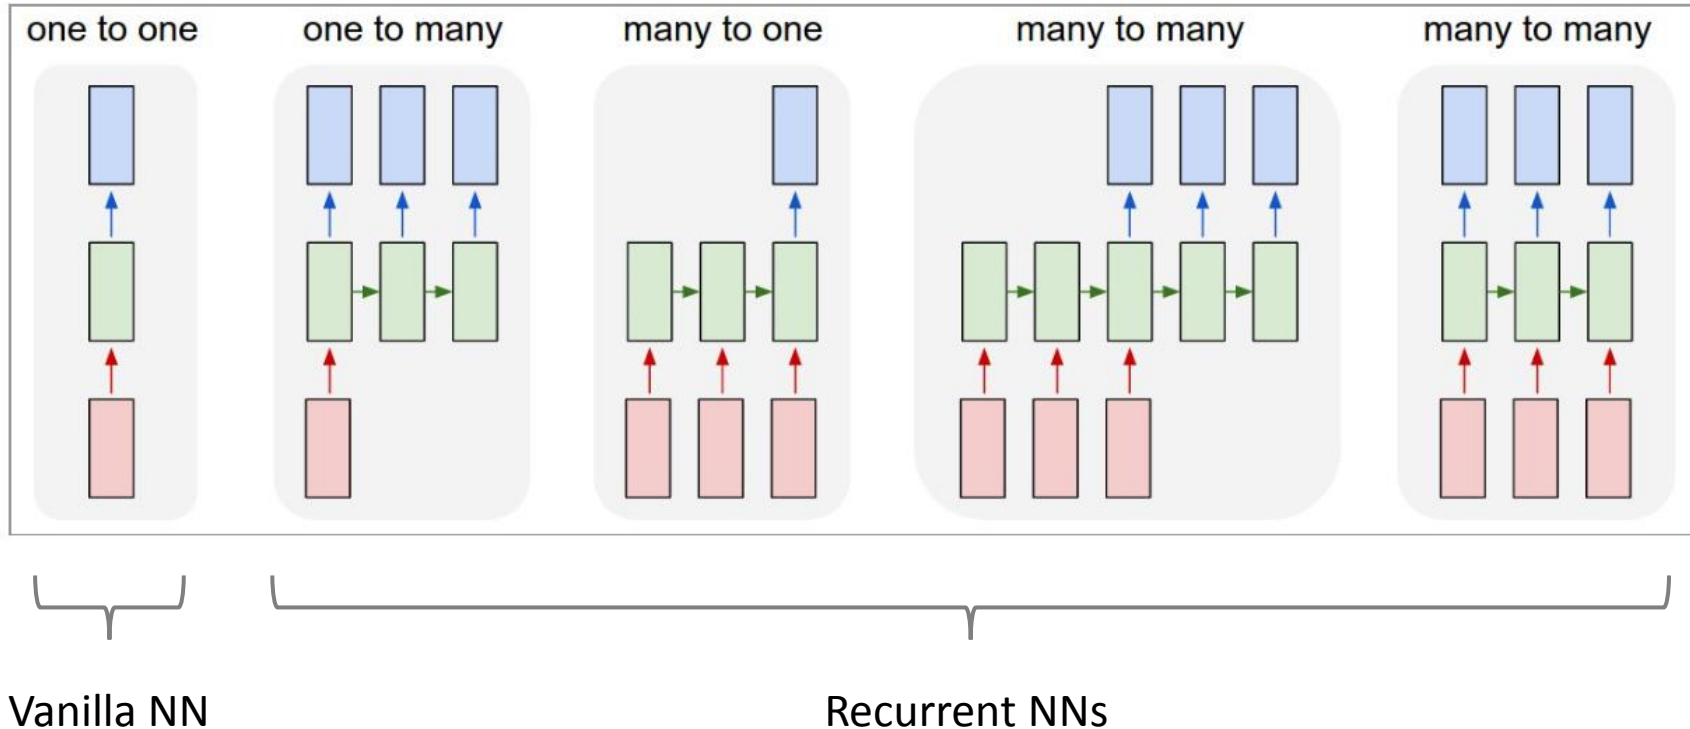 one to one
one to many
many to one
many to many
many to many
Vanilla NN
Recurrent NNs